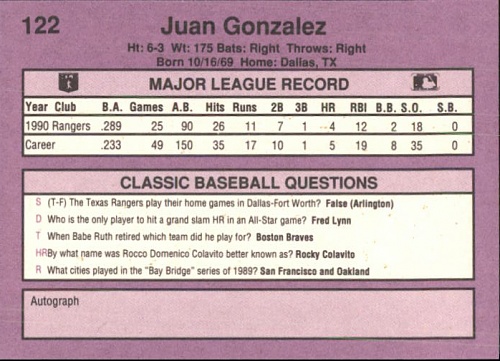 122
Juan Gonzalez
Ht: 6-3 Wt: 175 Bats: Right Throws: Right
Born 10/16/69 Home: Dallas, TX
MAJOR LEAGUE RECORD
Year Club B.A. Games A.B. Hits Runs 2B 3B HR RBI B.B. S.O. S.B.
1990 Rangers .289 25 90 26 11 7 1 4 12 2 18 0
Career .233 49 150 35 17 10 1 5 19 8 35 0
CLASSIC BASEBALL QUESTIONS
S (T-F) The Texas Rangers play their home games in Dallas-Fort Worth? False (Arlington)
D Who is the only player to hit a grand slam HR in an All-Star game? Fred Lynn
T When Babe Ruth retired which team did he play for? Boston Braves
HR By what name was Rocco Domenico Colavito better known as? Rocky Colavito
R What cities played in the "Bay Bridge" series of 1989? San Francisco and Oakland
Autograph